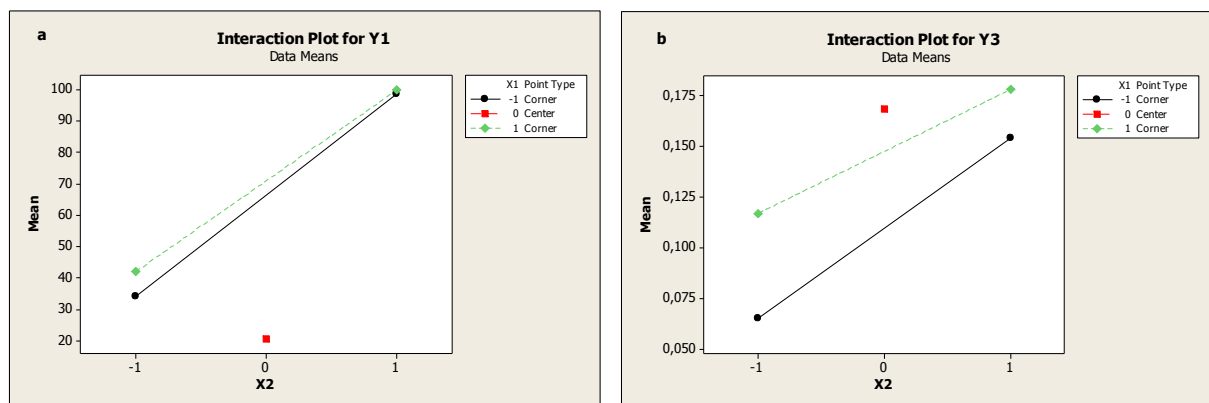 a
Interaction Plot for Y1
Data Means
Mean
100
90
80
70
60
50
40
30
20
-1 0 1
X2
X1 Point Type
-1 Corner
0 Center
1 Corner
b
Interaction Plot for Y3
Data Means
Mean
0,175
0,150
0,125
0,100
0,075
0,050
-1 0 1
X2
X1 Point Type
-1 Corner
0 Center
1 Corner